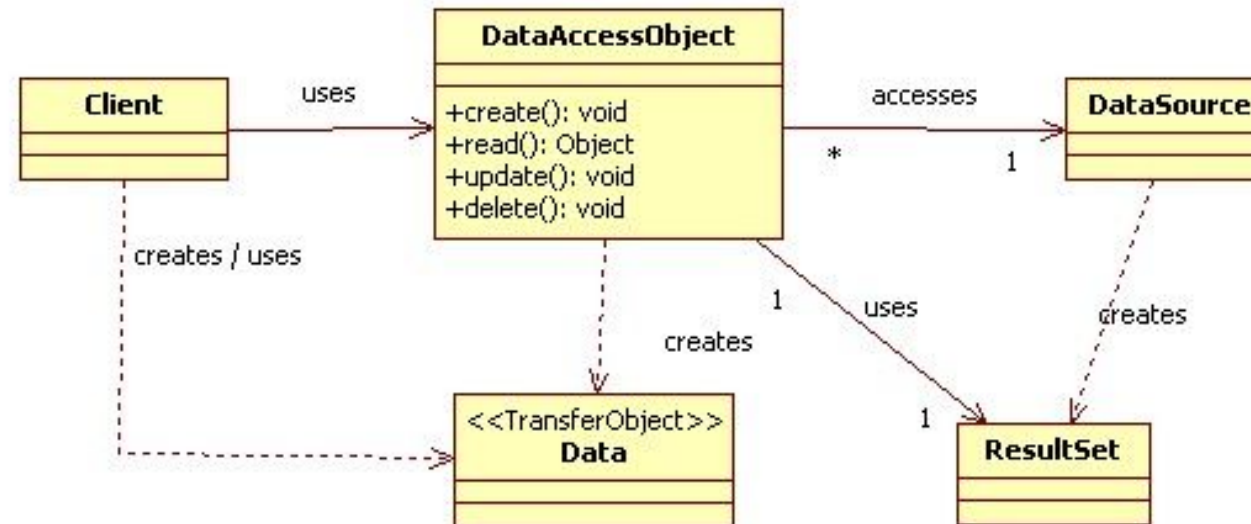 DataAccessObject
+create(): void
+read(): Object
+update(): void
+delete(): void
Client
uses
accesses
*
1
DataSource
creates / uses
creates
1
uses
1
creates
<<TransferObject>>
Data
ResultSet